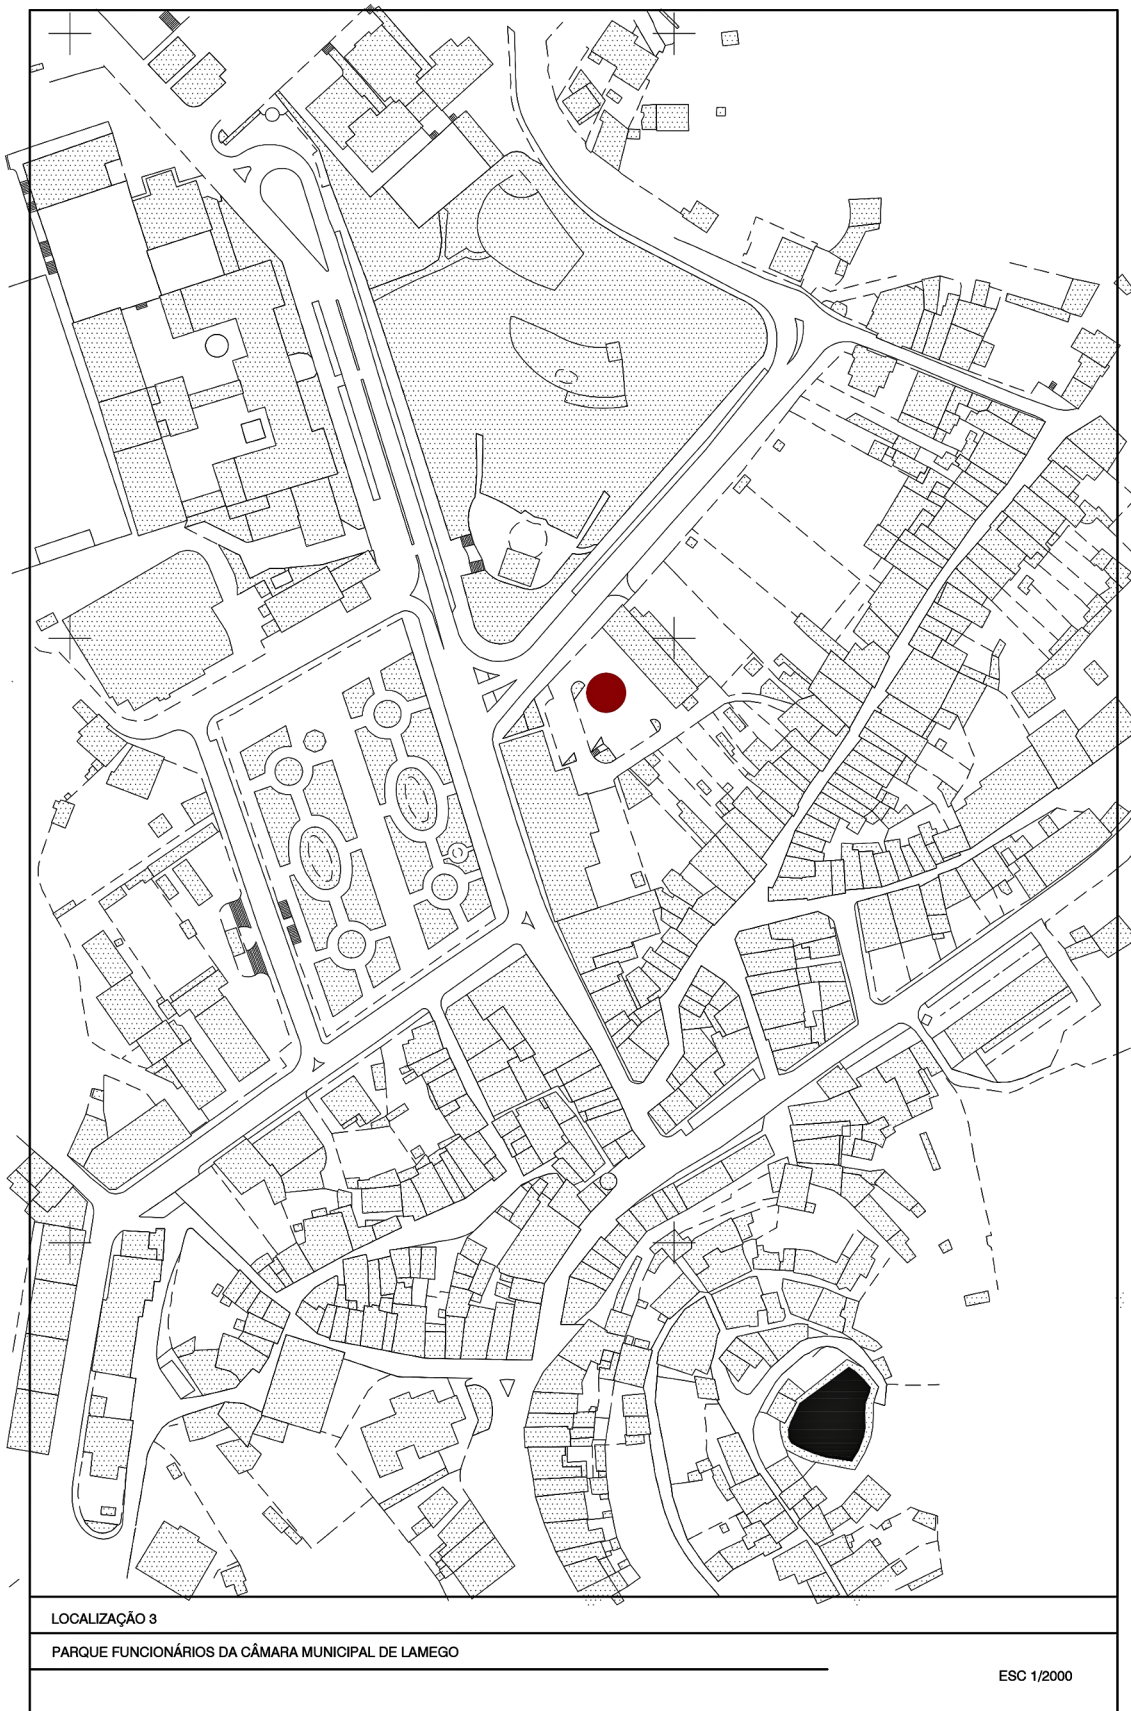 LOCALIZAÇÃO 3
PARQUE FUNCIONÁRIOS DA CÂMARA MUNICIPAL DE LAMEGO
ESC 1/2000